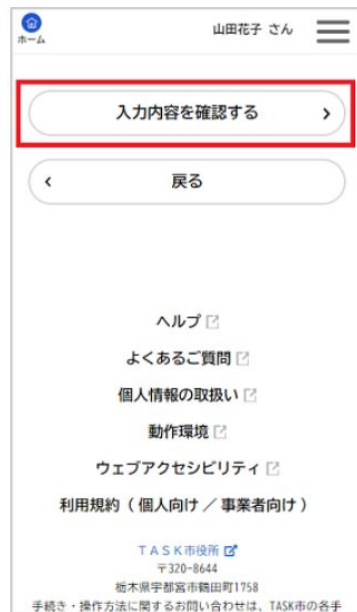 ホーム
山田花子 さん
入力内容を確認する
戻る
ヘルプ
よくあるご質問
個人情報の取扱い
動作環境
ウェブアクセシビリティ
利用規約（個人向け ／ 事業者向け）
ＴＡＳＫ市役所
〒320-8644
栃木県宇都宮市鶴田町1758
手続き・操作方法に関するお問い合わせは、TASK市の各手